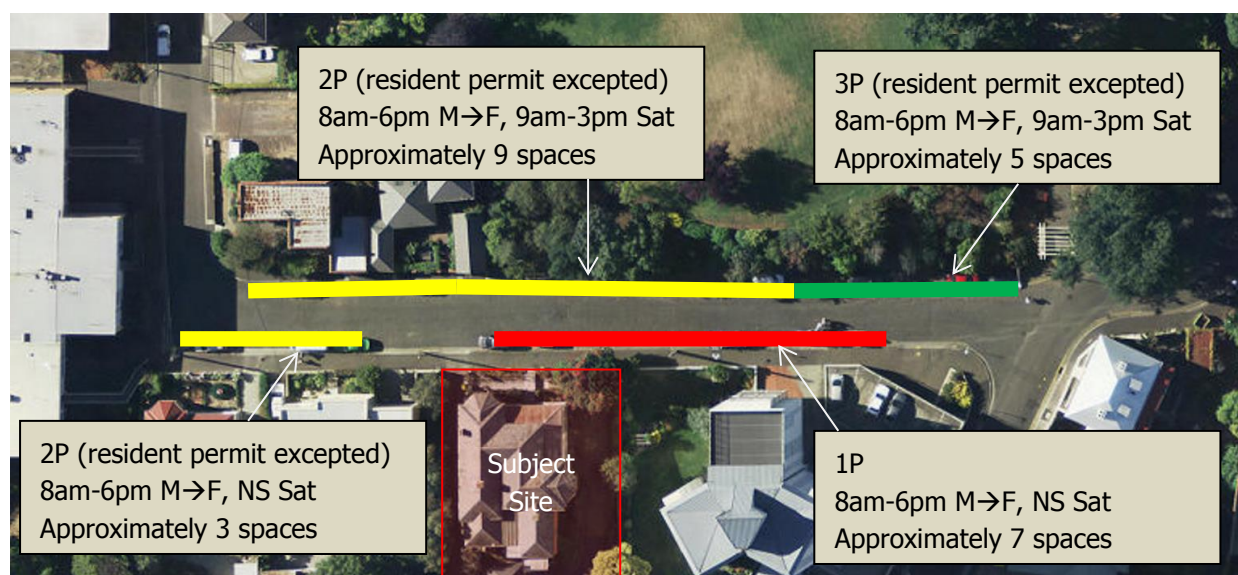 2P (resident permit excepted)
8am-6pm M→F, 9am-3pm Sat
Approximately 9 spaces
3P (resident permit excepted)
8am-6pm M→F, 9am-3pm Sat
Approximately 5 spaces
2P (resident permit excepted)
8am-6pm M→F, NS Sat
Approximately 3 spaces
Subject
Site
1P
8am-6pm M→F, NS Sat
Approximately 7 spaces